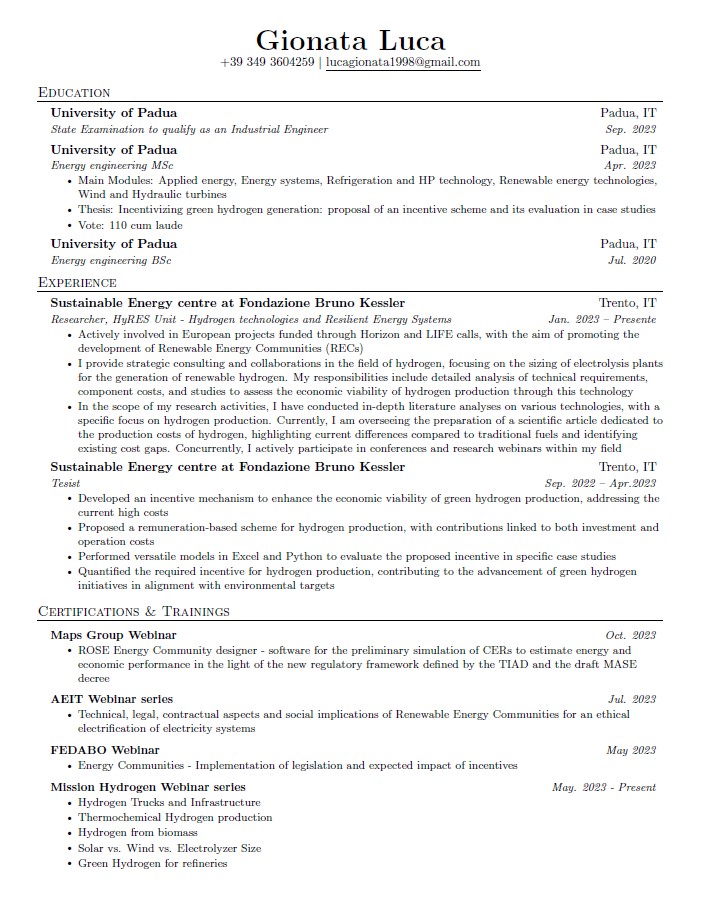 Gionata Luca
+39 349 3604259 | lucagionata1998@gmail.com
Education
University of Padua Padua, IT
State Examination to qualify as an Industrial Engineer Sep. 2023
University of Padua Padua, IT
Energy engineering MSc Apr. 2023
• Main Modules: Applied energy, Energy systems, Refrigeration and HP technology, Renewable energy technologies,
Wind and Hydraulic turbines
• Thesis: Incentivizing green hydrogen generation: proposal of an incentive scheme and its evaluation in case studies
• Vote: 110 cum laude
University of Padua Padua, IT
Energy engineering BSc Jul. 2020
Experience
Sustainable Energy centre at Fondazione Bruno Kessler Trento, IT
Researcher, HyRES Unit - Hydrogen technologies and Resilient Energy Systems Jan. 2023 – Presente
• Actively involved in European projects funded through Horizon and LIFE calls, with the aim of promoting the
development of Renewable Energy Communities (RECs)
• I provide strategic consulting and collaborations in the field of hydrogen, focusing on the sizing of electrolysis plants
for the generation of renewable hydrogen. My responsibilities include detailed analysis of technical requirements,
component costs, and studies to assess the economic viability of hydrogen production through this technology
• In the scope of my research activities, I have conducted in-depth literature analyses on various technologies, with a
specific focus on hydrogen production. Currently, I am overseeing the preparation of a scientific article dedicated to
the production costs of hydrogen, highlighting current differences compared to traditional fuels and identifying
existing cost gaps. Concurrently, I actively participate in conferences and research webinars within my field
Sustainable Energy centre at Fondazione Bruno Kessler Trento, IT
Tesist Sep. 2022 – Apr.2023
• Developed an incentive mechanism to enhance the economic viability of green hydrogen production, addressing the
current high costs
• Proposed a remuneration-based scheme for hydrogen production, with contributions linked to both investment and
operation costs
• Performed versatile models in Excel and Python to evaluate the proposed incentive in specific case studies
• Quantified the required incentive for hydrogen production, contributing to the advancement of green hydrogen
initiatives in alignment with environmental targets
Certifications & Trainings
Maps Group Webinar Oct. 2023
• ROSE Energy Community designer - software for the preliminary simulation of CERs to estimate energy and
economic performance in the light of the new regulatory framework defined by the TIAD and the draft MASE
decree
AEIT Webinar series Jul. 2023
• Technical, legal, contractual aspects and social implications of Renewable Energy Communities for an ethical
electrification of electricity systems
FEDABO Webinar May 2023
• Energy Communities - Implementation of legislation and expected impact of incentives
Mission Hydrogen Webinar series May. 2023 - Present
• Hydrogen Trucks and Infrastructure
• Thermochemical Hydrogen production
• Hydrogen from biomass
• Solar vs. Wind vs. Electrolyzer Size
• Green Hydrogen for refineries